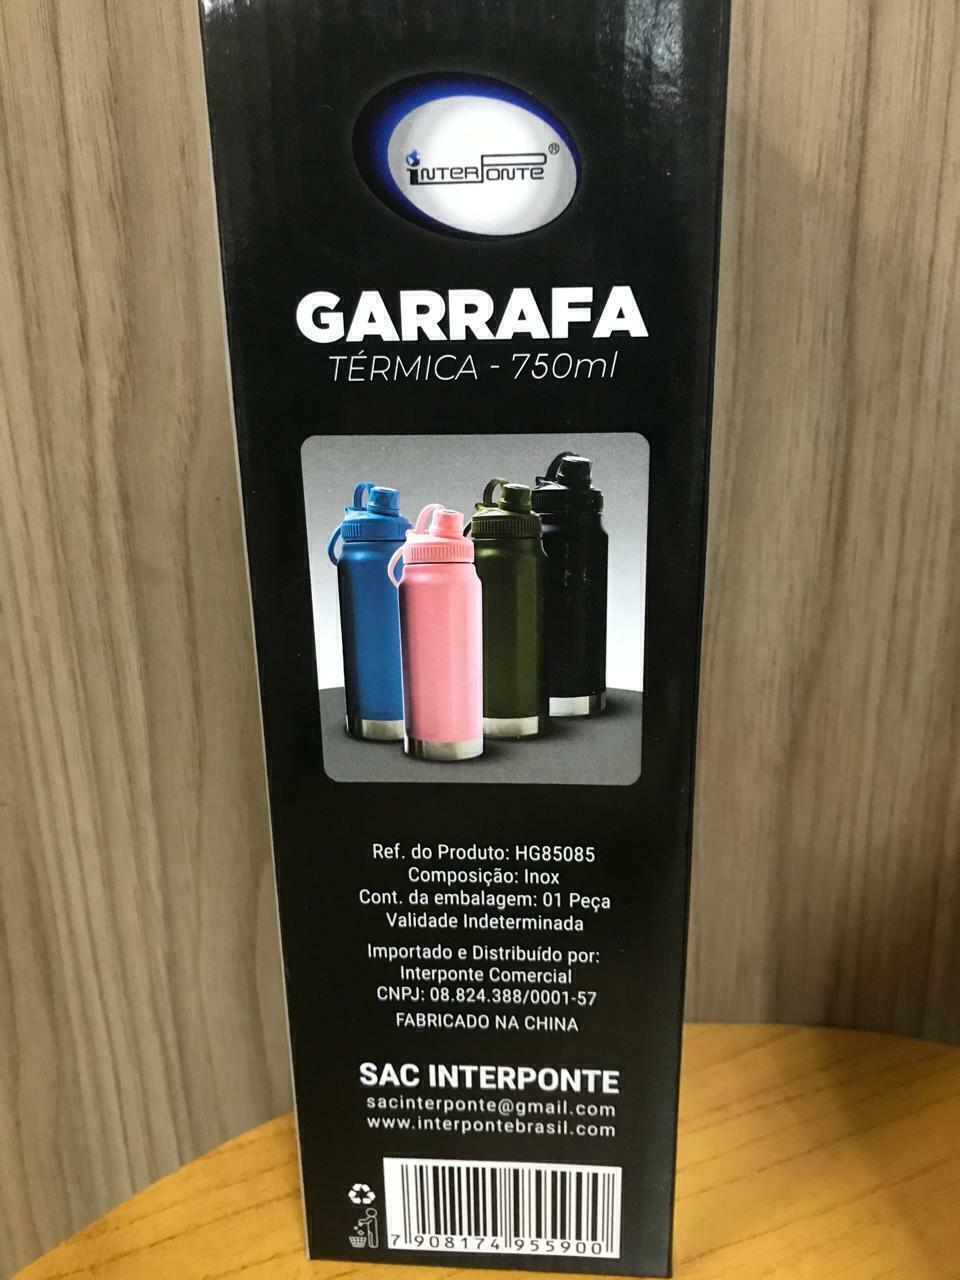 INTERPONTE®
GARRAFA
TÉRMICA - 750ml
Ref. do Produto: HG85085
Composição: Inox
Cont. da embalagem: 01 Peça
Validade Indeterminada
Importado e Distribuído por:
Interponte Comercial
CNPJ: 08.824.388/0001-57
FABRICADO NA CHINA
SAC INTERPONTE
sacinterponte@gmail.com
www.interpontebrasil.com
7 908174 955900